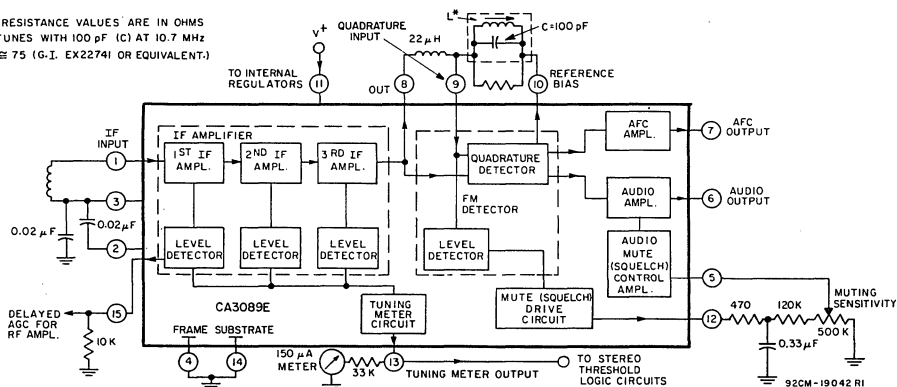 RESISTANCE VALUES ARE IN OHMS
TUNES WITH 100 pF (C) AT 10.7 MHz
≅ 75 (G.I. EX22741 OR EQUIVALENT.)
V+
QUADRATURE
INPUT
L*
C=100 pF
22 μH
TO INTERNAL
REGULATORS
11
8
OUT
9
10
REFERENCE
BIAS
IF
INPUT
1
3
2
0.02 μF
0.02 μF
IF AMPLIFIER
1ST IF
AMPL.
2ND IF
AMPL.
3RD IF
AMPL.
LEVEL
DETECTOR
LEVEL
DETECTOR
LEVEL
DETECTOR
QUADRATURE
DETECTOR
FM
DETECTOR
LEVEL
DETECTOR
AFC
AMPL.
7
AFC
OUTPUT
AUDIO
AMPL.
6
AUDIO
OUTPUT
AUDIO
MUTE
(SQUELCH)
CONTROL
AMPL.
5
MUTING
SENSITIVITY
CA3089E
TUNING
METER
CIRCUIT
MUTE (SQUELCH)
DRIVE
CIRCUIT
12
470
120K
500 K
0.33 μF
DELAYED
AGC FOR
RF AMPL.
15
10 K
FRAME SUBSTRATE
4
14
150 μA
METER
33 K
13
TUNING METER OUTPUT
TO STEREO
THRESHOLD
LOGIC CIRCUITS
92CM-19042 RI